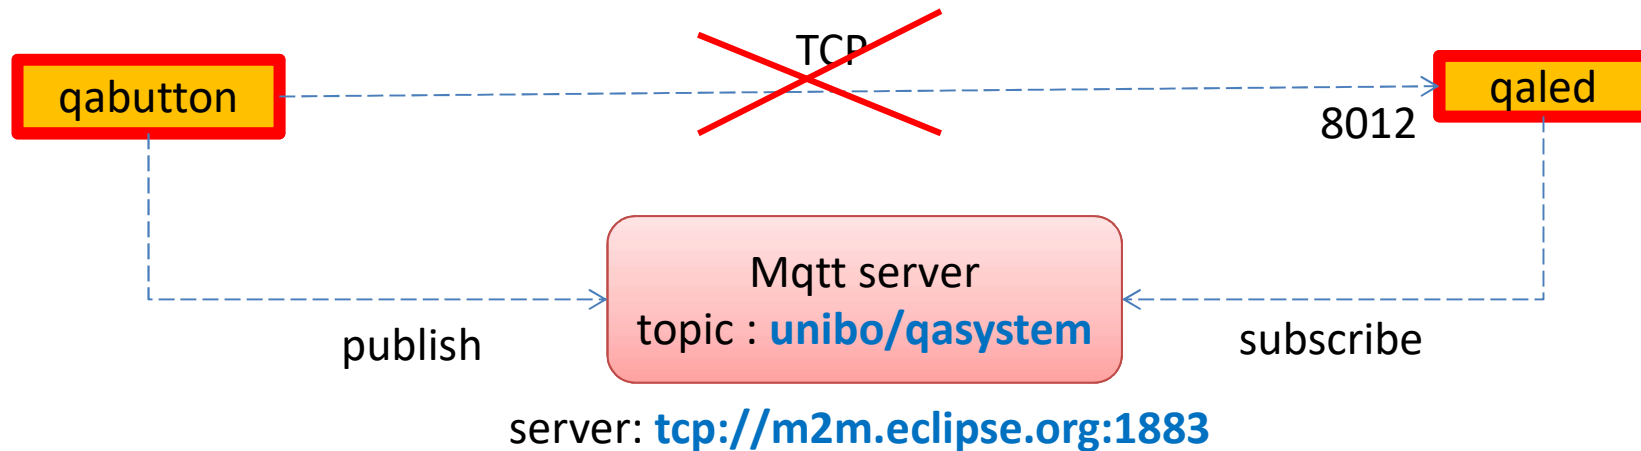 TCP
qabutton
qaled
8012
Mqtt server
topic : unibo/qasystem
publish
subscribe
server: tcp://m2m.eclipse.org:1883